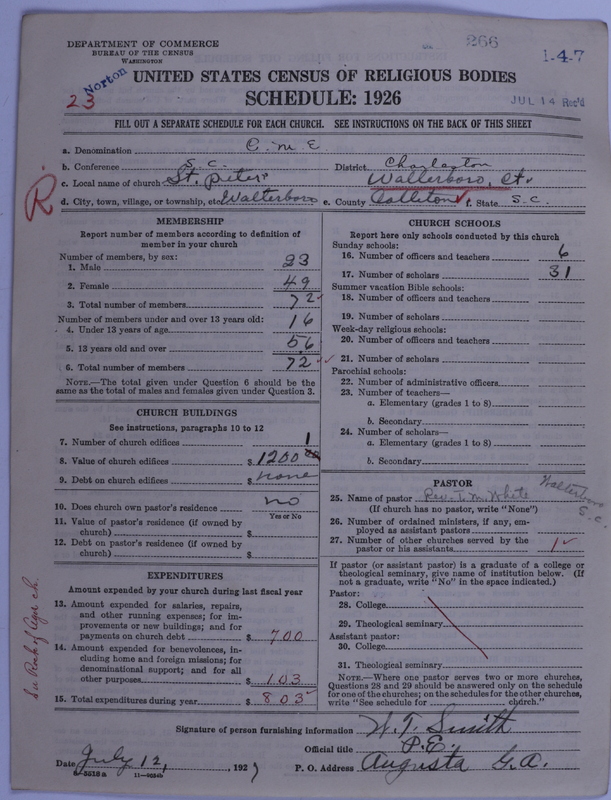 DEPARTMENT OF COMMERCE
BUREAU OF THE CENSUS
WASHINGTON
266
1-4-7
Norton
23
UNITED STATES CENSUS OF RELIGIOUS BODIES
SCHEDULE: 1926
JUL 14 Rec'd
FILL OUT A SEPARATE SCHEDULE FOR EACH CHURCH. SEE INSTRUCTIONS ON THE BACK OF THIS SHEET
a. Denomination C. M. E.
b. Conference S. C. District Charleston
c. Local name of church St. Peters Walterboro, Ct.
d. City, town, village, or township, etc. Walterboro e. County Colleton f. State S. C.
R
MEMBERSHIP
Report number of members according to definition of
member in your church
Number of members, by sex:
1. Male 23
2. Female 49
3. Total number of members 72
Number of members under and over 13 years old:
4. Under 13 years of age 16
5. 13 years old and over 56
6. Total number of members 72
NOTE.—The total given under Question 6 should be the
same as the total of males and females given under Question 3.
CHURCH BUILDINGS
See instructions, paragraphs 10 to 12
7. Number of church edifices 1
8. Value of church edifices $ 1200 00
9. Debt on church edifices $ none
10. Does church own pastor's residence no
Yes or No
11. Value of pastor's residence (if owned by
church) $
12. Debt on pastor's residence (if owned by
church) $
EXPENDITURES
Amount expended by your church during last fiscal year
13. Amount expended for salaries, repairs,
and other running expenses; for im-
provements or new buildings; and for
payments on church debt $ 700
14. Amount expended for benevolences, in-
cluding home and foreign missions; for
denominational support; and for all
other purposes $ 103
15. Total expenditures during year $ 803
See Rock of Ages ch.
CHURCH SCHOOLS
Report here only schools conducted by this church
Sunday schools:
16. Number of officers and teachers 6
17. Number of scholars 31
Summer vacation Bible schools:
18. Number of officers and teachers
19. Number of scholars
Week-day religious schools:
20. Number of officers and teachers
21. Number of scholars
Parochial schools:
22. Number of administrative officers
23. Number of teachers—
a. Elementary (grades 1 to 8)
b. Secondary
24. Number of scholars—
a. Elementary (grades 1 to 8)
b. Secondary
PASTOR
25. Name of pastor Rev. T. M. White Walterboro S. C.
(If church has no pastor, write "None")
26. Number of ordained ministers, if any, em-
ployed as assistant pastors
27. Number of other churches served by the
pastor or his assistants 1
If pastor (or assistant pastor) is a graduate of a college or
theological seminary, give name of institution below. (If
not a graduate, write "No" in the space indicated.)
Pastor:
28. College
29. Theological seminary
Assistant pastor:
30. College
31. Theological seminary
NOTE.—Where one pastor serves two or more churches,
Questions 28 and 29 should be answered only on the schedule
for one of the churches; on the schedules for the other churches,
write "See schedule for church."
Signature of person furnishing information W. T. Smith
Official title P. E.
Date July 12, 1927 P. O. Address Augusta G.A.
8-5518a 11-9024b